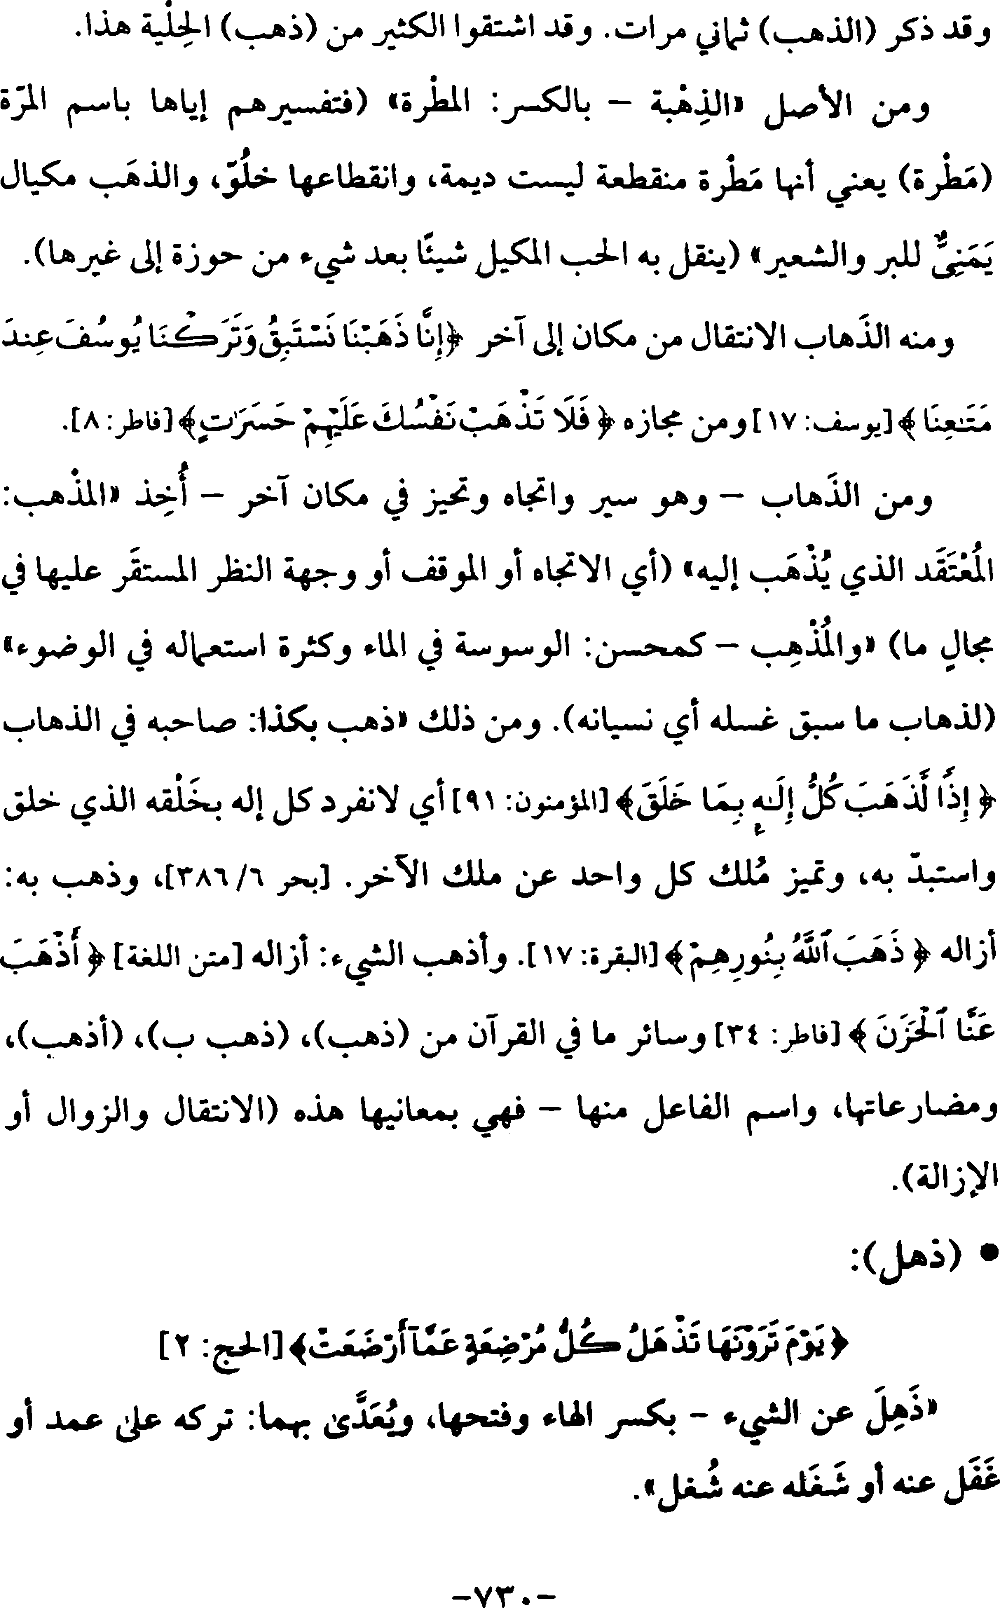 وقد ذكر (الذهب) ثماني مرات. وقد اشتقوا الكثير من (ذهب) الحِلْية هذا.
ومن الأصل «الذِهْبة – بالكسر: المطْرة» (فتفسيرهم إياها باسم المرّة
(مَطْرة) يعني أنها مَطْرة منقطعة ليست ديمة، وانقطاعها خلُوّ، والذهَب مكيال
يَمَنِيٌّ للبر والشعير» (ينقل به الحب المكيل شيئًا بعد شيء من حوزة إلى غيرها).
ومنه الذَهاب الانتقال من مكان إلى آخر ﴿إِنَّا ذَهَبْنَا نَسْتَبِقُ وَتَرَكْنَا يُوسُفَ عِندَ
مَتَـٰعِنَا﴾ [يوسف: ١٧] ومن مجازه ﴿فَلَا تَذْهَبْ نَفْسُكَ عَلَيْهِمْ حَسَرَٰتٍ﴾ [فاطر: ٨].
ومن الذَهاب – وهو سير واتجاه وتحيز في مكان آخر – أُخِذ «المذْهب:
المُعْتَقَد الذي يُذْهَب إليه» (أي الاتجاه أو الموقف أو وجهة النظر المستقَر عليها في
مجالٍ ما) «والمُذْهِب – كمحسن: الوسوسة في الماء وكثرة استعماله في الوضوء»
(لذهاب ما سبق غسله أي نسيانه). ومن ذلك «ذهب بكذا: صاحبه في الذهاب
﴿إِذًا لَّذَهَبَ كُلُّ إِلَـٰهٍۭ بِمَا خَلَقَ﴾ [المؤمنون: ٩١] أي لانفرد كل إله بخَلْقه الذي خلق
واستبدّ به، وتميز مُلك كل واحد عن ملك الآخر. [بحر ٦/ ٣٨٦]، وذهب به:
أزاله ﴿ذَهَبَ ٱللَّهُ بِنُورِهِمْ﴾ [البقرة: ١٧]. وأذهب الشيء: أزاله [متن اللغة] ﴿أَذْهَبَ
عَنَّا ٱلْحَزَنَ﴾ [فاطر: ٣٤] وسائر ما في القرآن من (ذهب)، (ذهب ب)، (أذهب)،
ومضارعاتها، واسم الفاعل منها – فهي بمعانيها هذه (الانتقال والزوال أو
الإزالة).
• (ذهل):
﴿يَوْمَ تَرَوْنَهَا تَذْهَلُ كُلُّ مُرْضِعَةٍ عَمَّآ أَرْضَعَتْ﴾ [الحج: ٢]
«ذَهِلَ عن الشيء – بكسر الهاء وفتحها، ويُعَدَّىٰ بهما: تركه علىٰ عمد أو
غَفَل عنه أو شَغَله عنه شُغل».
-٧٣٠-